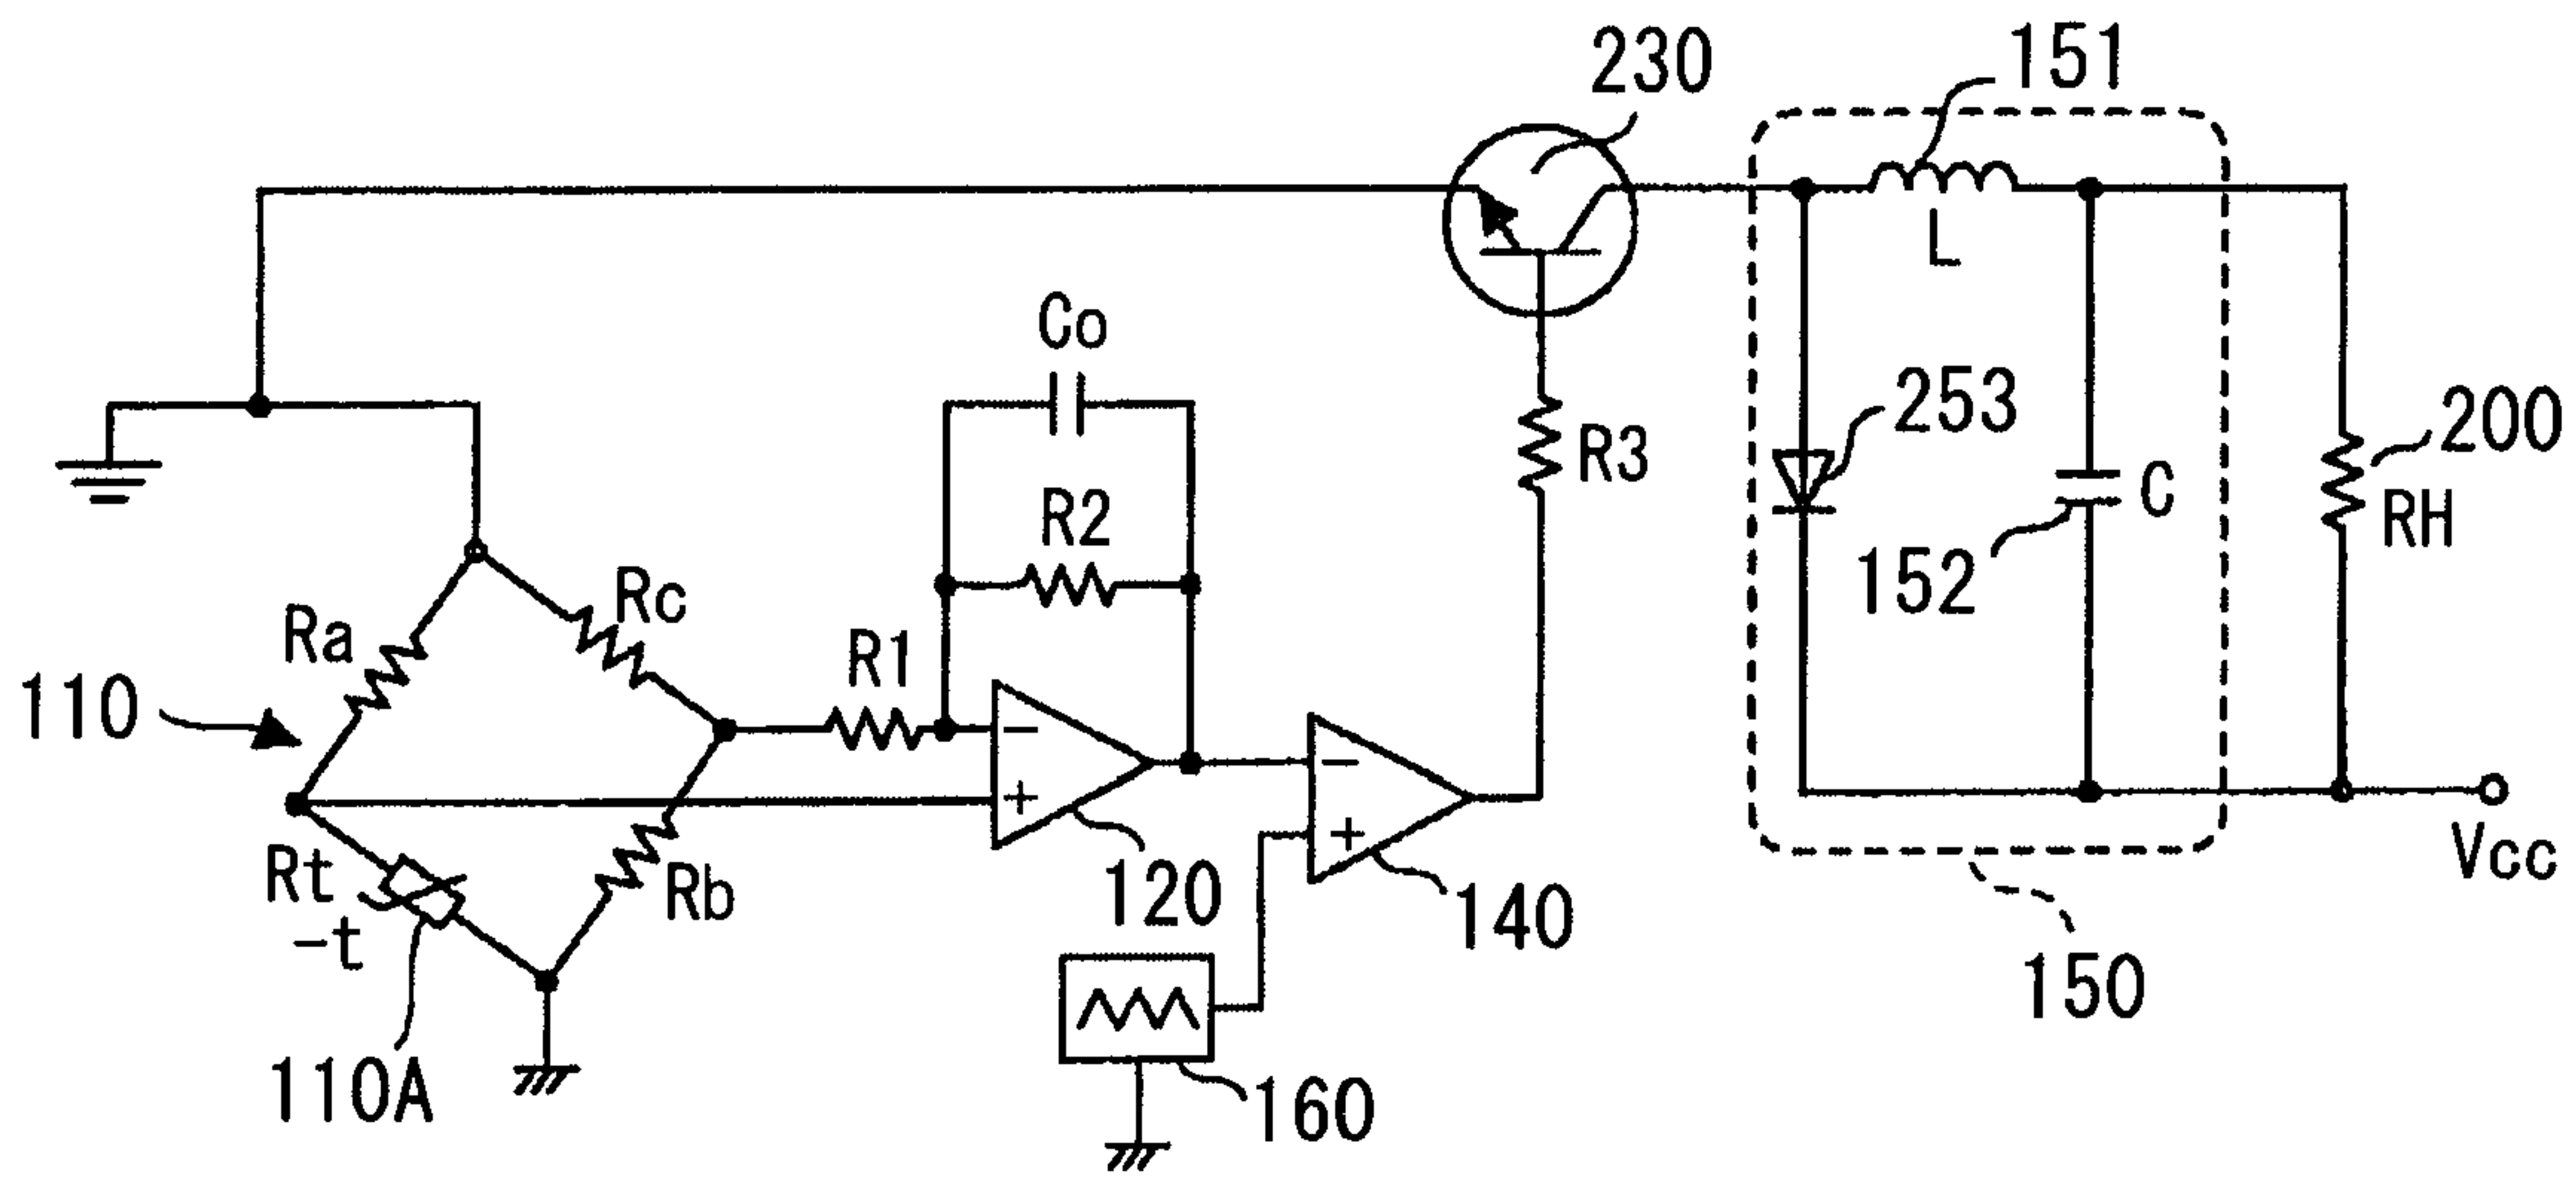 230
151
L
Co
253
200
R3
R2
C
RH
Rc
152
Ra
R1
110
-
+
-
+
Rt
-t
Rb
120
140
Vcc
150
110A
160